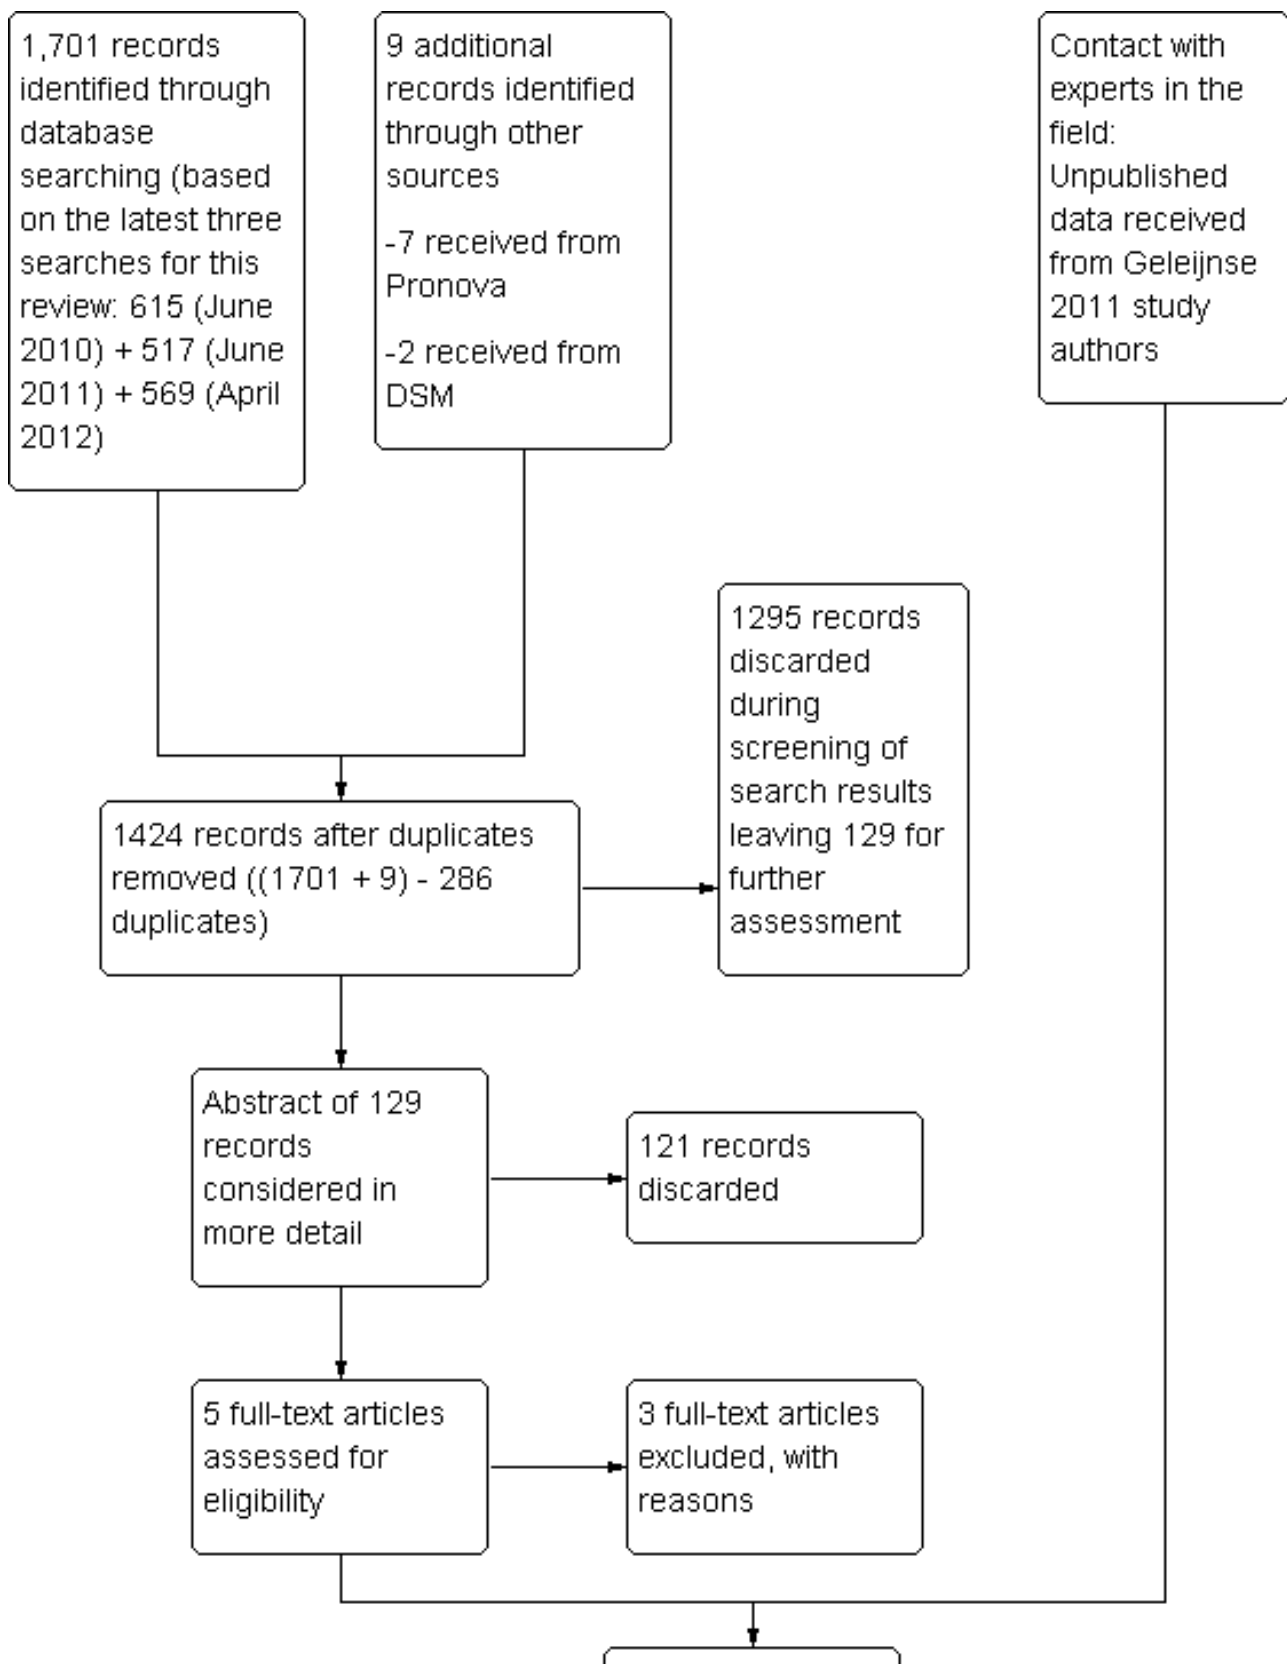 1,701 records
identified through
database
searching (based
on the latest three
searches for this
review: 615 (June
2010) + 517 (June
2011) + 569 (April
2012)
9 additional
records identified
through other
sources
-7 received from
Pronova
-2 received from
DSM
Contact with
experts in the
field:
Unpublished
data received
from Geleijnse
2011 study
authors
1295 records
discarded
during
screening of
search results
leaving 129 for
further
assessment
1424 records after duplicates
removed ((1701 + 9) - 286
duplicates)
Abstract of 129
records
considered in
more detail
121 records
discarded
5 full-text articles
assessed for
eligibility
3 full-text articles
excluded, with
reasons